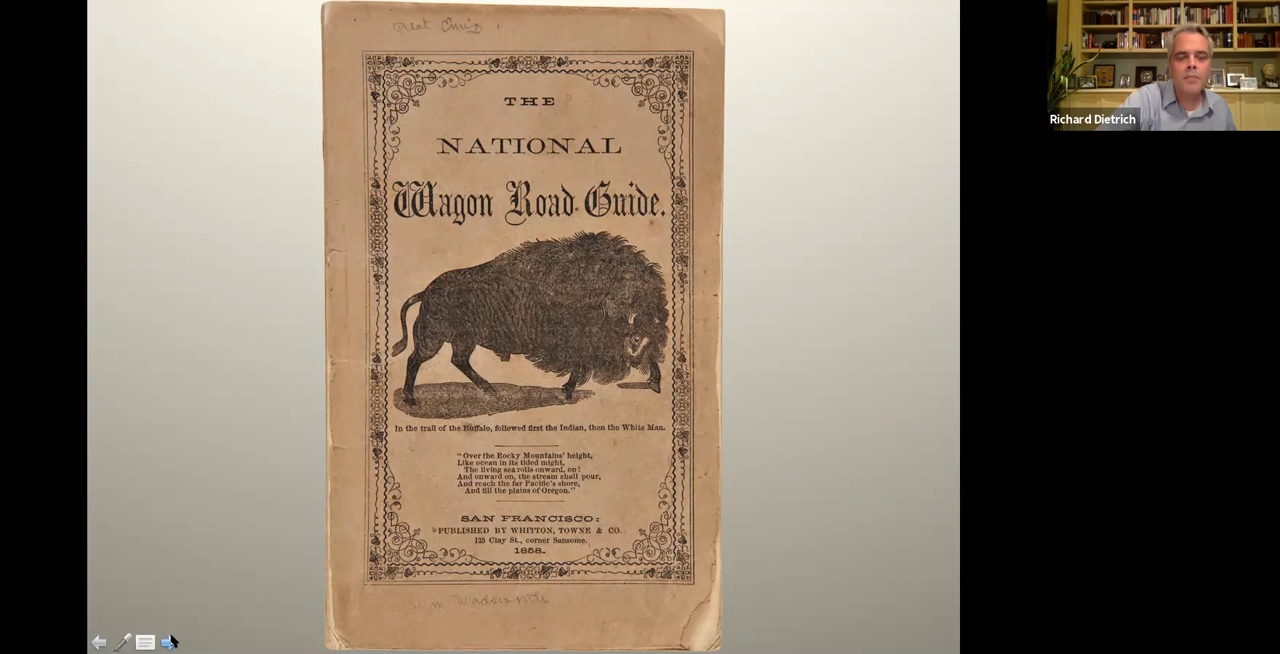 THE
NATIONAL
Wagon Road Guide.
In the trail of the Buffalo, followed first the Indian, then the White Man.
"Over the Rocky Mountains' height,
Like ocean in its tided might,
The living sea rolls onward, on!
And onward on, the stream shall pour,
And reach the far Pacific's shore,
And fill the plains of Oregon."
SAN FRANCISCO:
PUBLISHED BY WHITTON, TOWNE & CO.
125 Clay St., corner Sansome.
1858.
Richard Dietrich